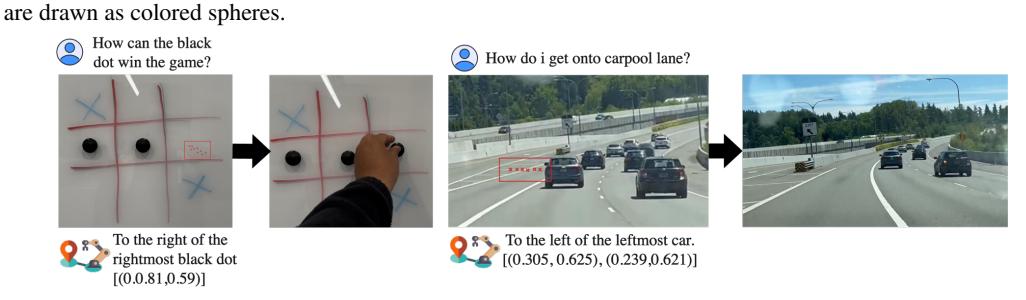 are drawn as colored spheres.
How can the black
dot win the game?
How do i get onto carpool lane?
To the right of the
rightmost black dot
[(0.0.81,0.59)]
To the left of the leftmost car.
[(0.305, 0.625), (0.239,0.621)]